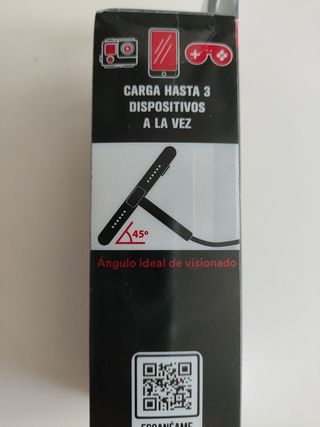 CARGA HASTA 3
DISPOSITIVOS
A LA VEZ
45º
Ángulo ideal de visionado
ESCANÉAME